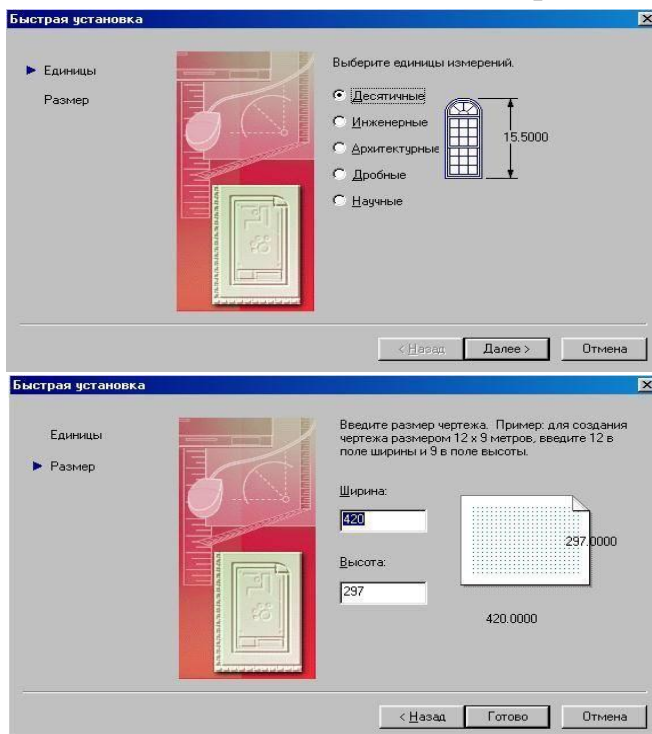 Быстрая установка
Единицы
Размер
Выберите единицы измерений.
Десятичные
Инженерные
Архитектурные
Дробные
Научные
15.5000
< Назад
Далее >
Отмена
Быстрая установка
Единицы
Размер
Введите размер чертежа. Пример: для создания
чертежа размером 12 х 9 метров, введите 12 в
поле ширины и 9 в поле высоты.
Ширина:
420
Высота:
297
297.0000
420.0000
< Назад
Готово
Отмена